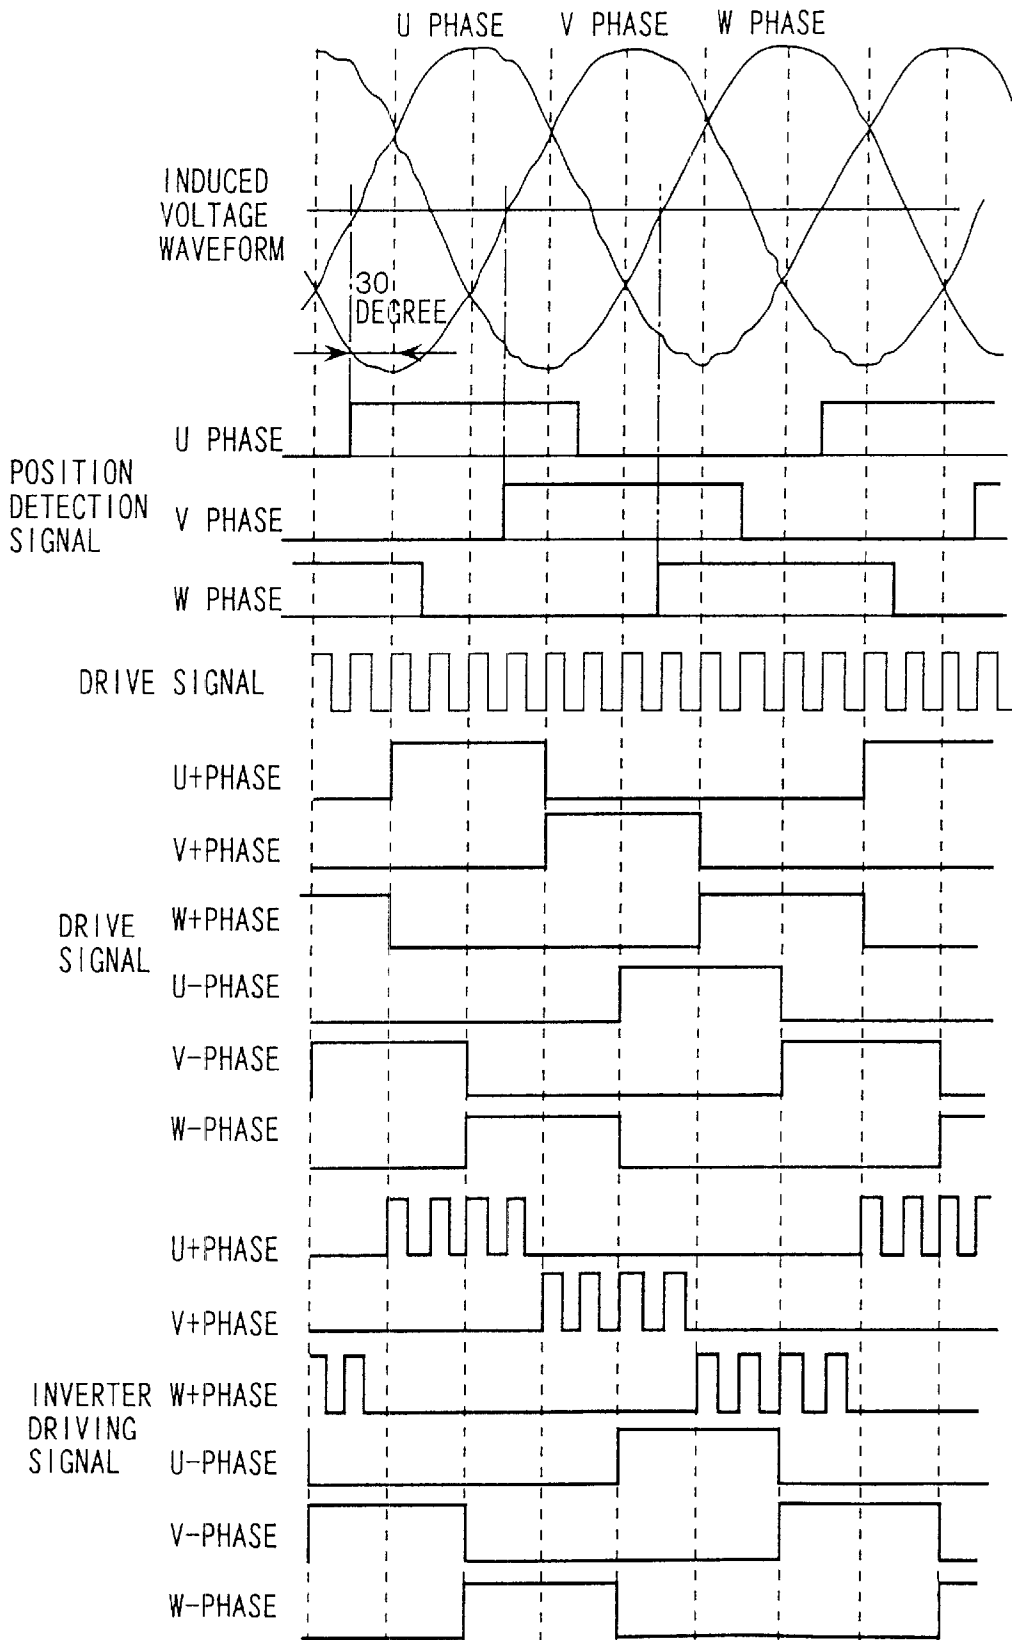 U PHASE
V PHASE
W PHASE
INDUCED
VOLTAGE
WAVEFORM
30
DEGREE
POSITION
DETECTION
SIGNAL
U PHASE
V PHASE
W PHASE
DRIVE SIGNAL
DRIVE
SIGNAL
U+PHASE
V+PHASE
W+PHASE
U-PHASE
V-PHASE
W-PHASE
INVERTER
DRIVING
SIGNAL
U+PHASE
V+PHASE
W+PHASE
U-PHASE
V-PHASE
W-PHASE